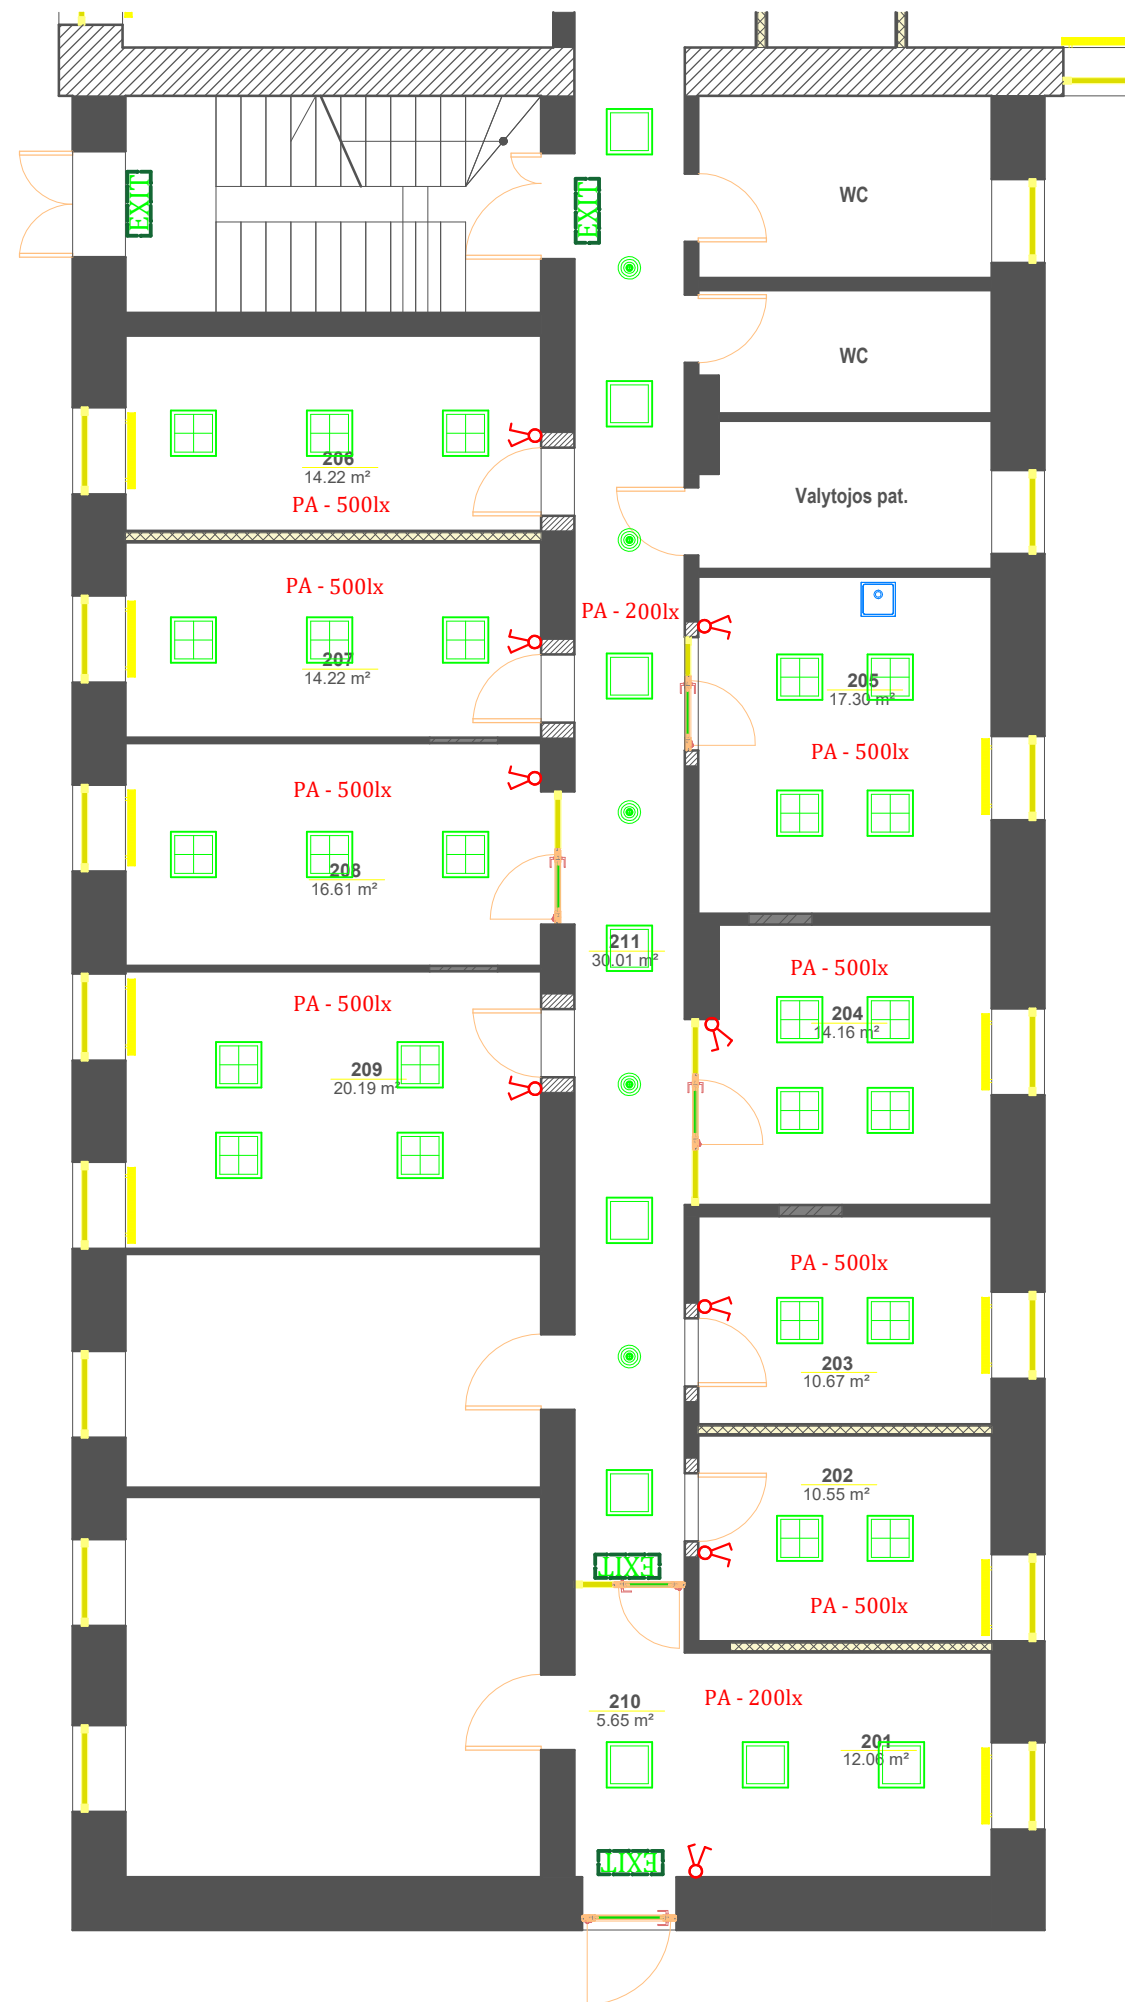 EXIT
EXIT
WC
WC
206
14.22 m²
PA - 500lx
Valytojos pat.
PA - 500lx
PA - 200lx
207
14.22 m²
205
17.30 m²
PA - 500lx
PA - 500lx
208
16.61 m²
211
30.01 m²
PA - 500lx
PA - 500lx
204
14.16 m²
209
20.19 m²
PA - 500lx
203
10.67 m²
202
10.55 m²
EXIT
PA - 500lx
210
5.65 m²
PA - 200lx
201
12.06 m²
EXIT